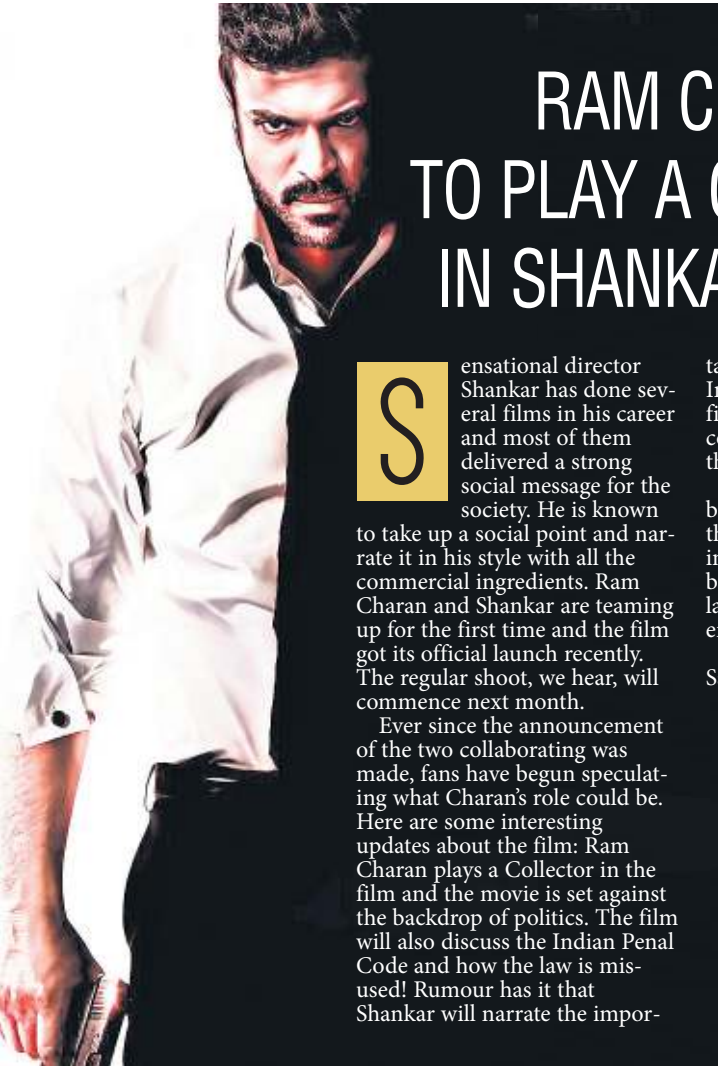 RAM C
TO PLAY A
IN SHANKA
Sensational director
Shankar has done sev-
eral films in his career
and most of them
delivered a strong
social message for the
society. He is known
to take up a social point and nar-
rate it in his style with all the
commercial ingredients. Ram
Charan and Shankar are teaming
up for the first time and the film
got its official launch recently.
The regular shoot, we hear, will
commence next month.
Ever since the announcement
of the two collaborating was
made, fans have begun speculat-
ing what Charan’s role could be.
Here are some interesting
updates about the film: Ram
Charan plays a Collector in the
film and the movie is set against
the backdrop of politics. The film
will also discuss the Indian Penal
Code and how the law is mis-
used! Rumour has it that
Shankar will narrate the impor-